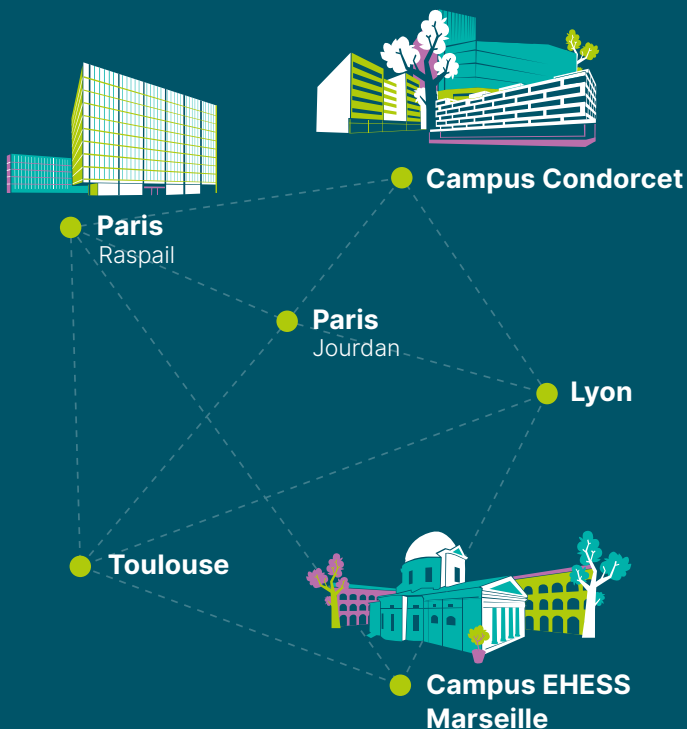 Campus Condorcet
Paris
Raspail
Paris
Jourdan
Lyon
Toulouse
Campus EHESS
Marseille